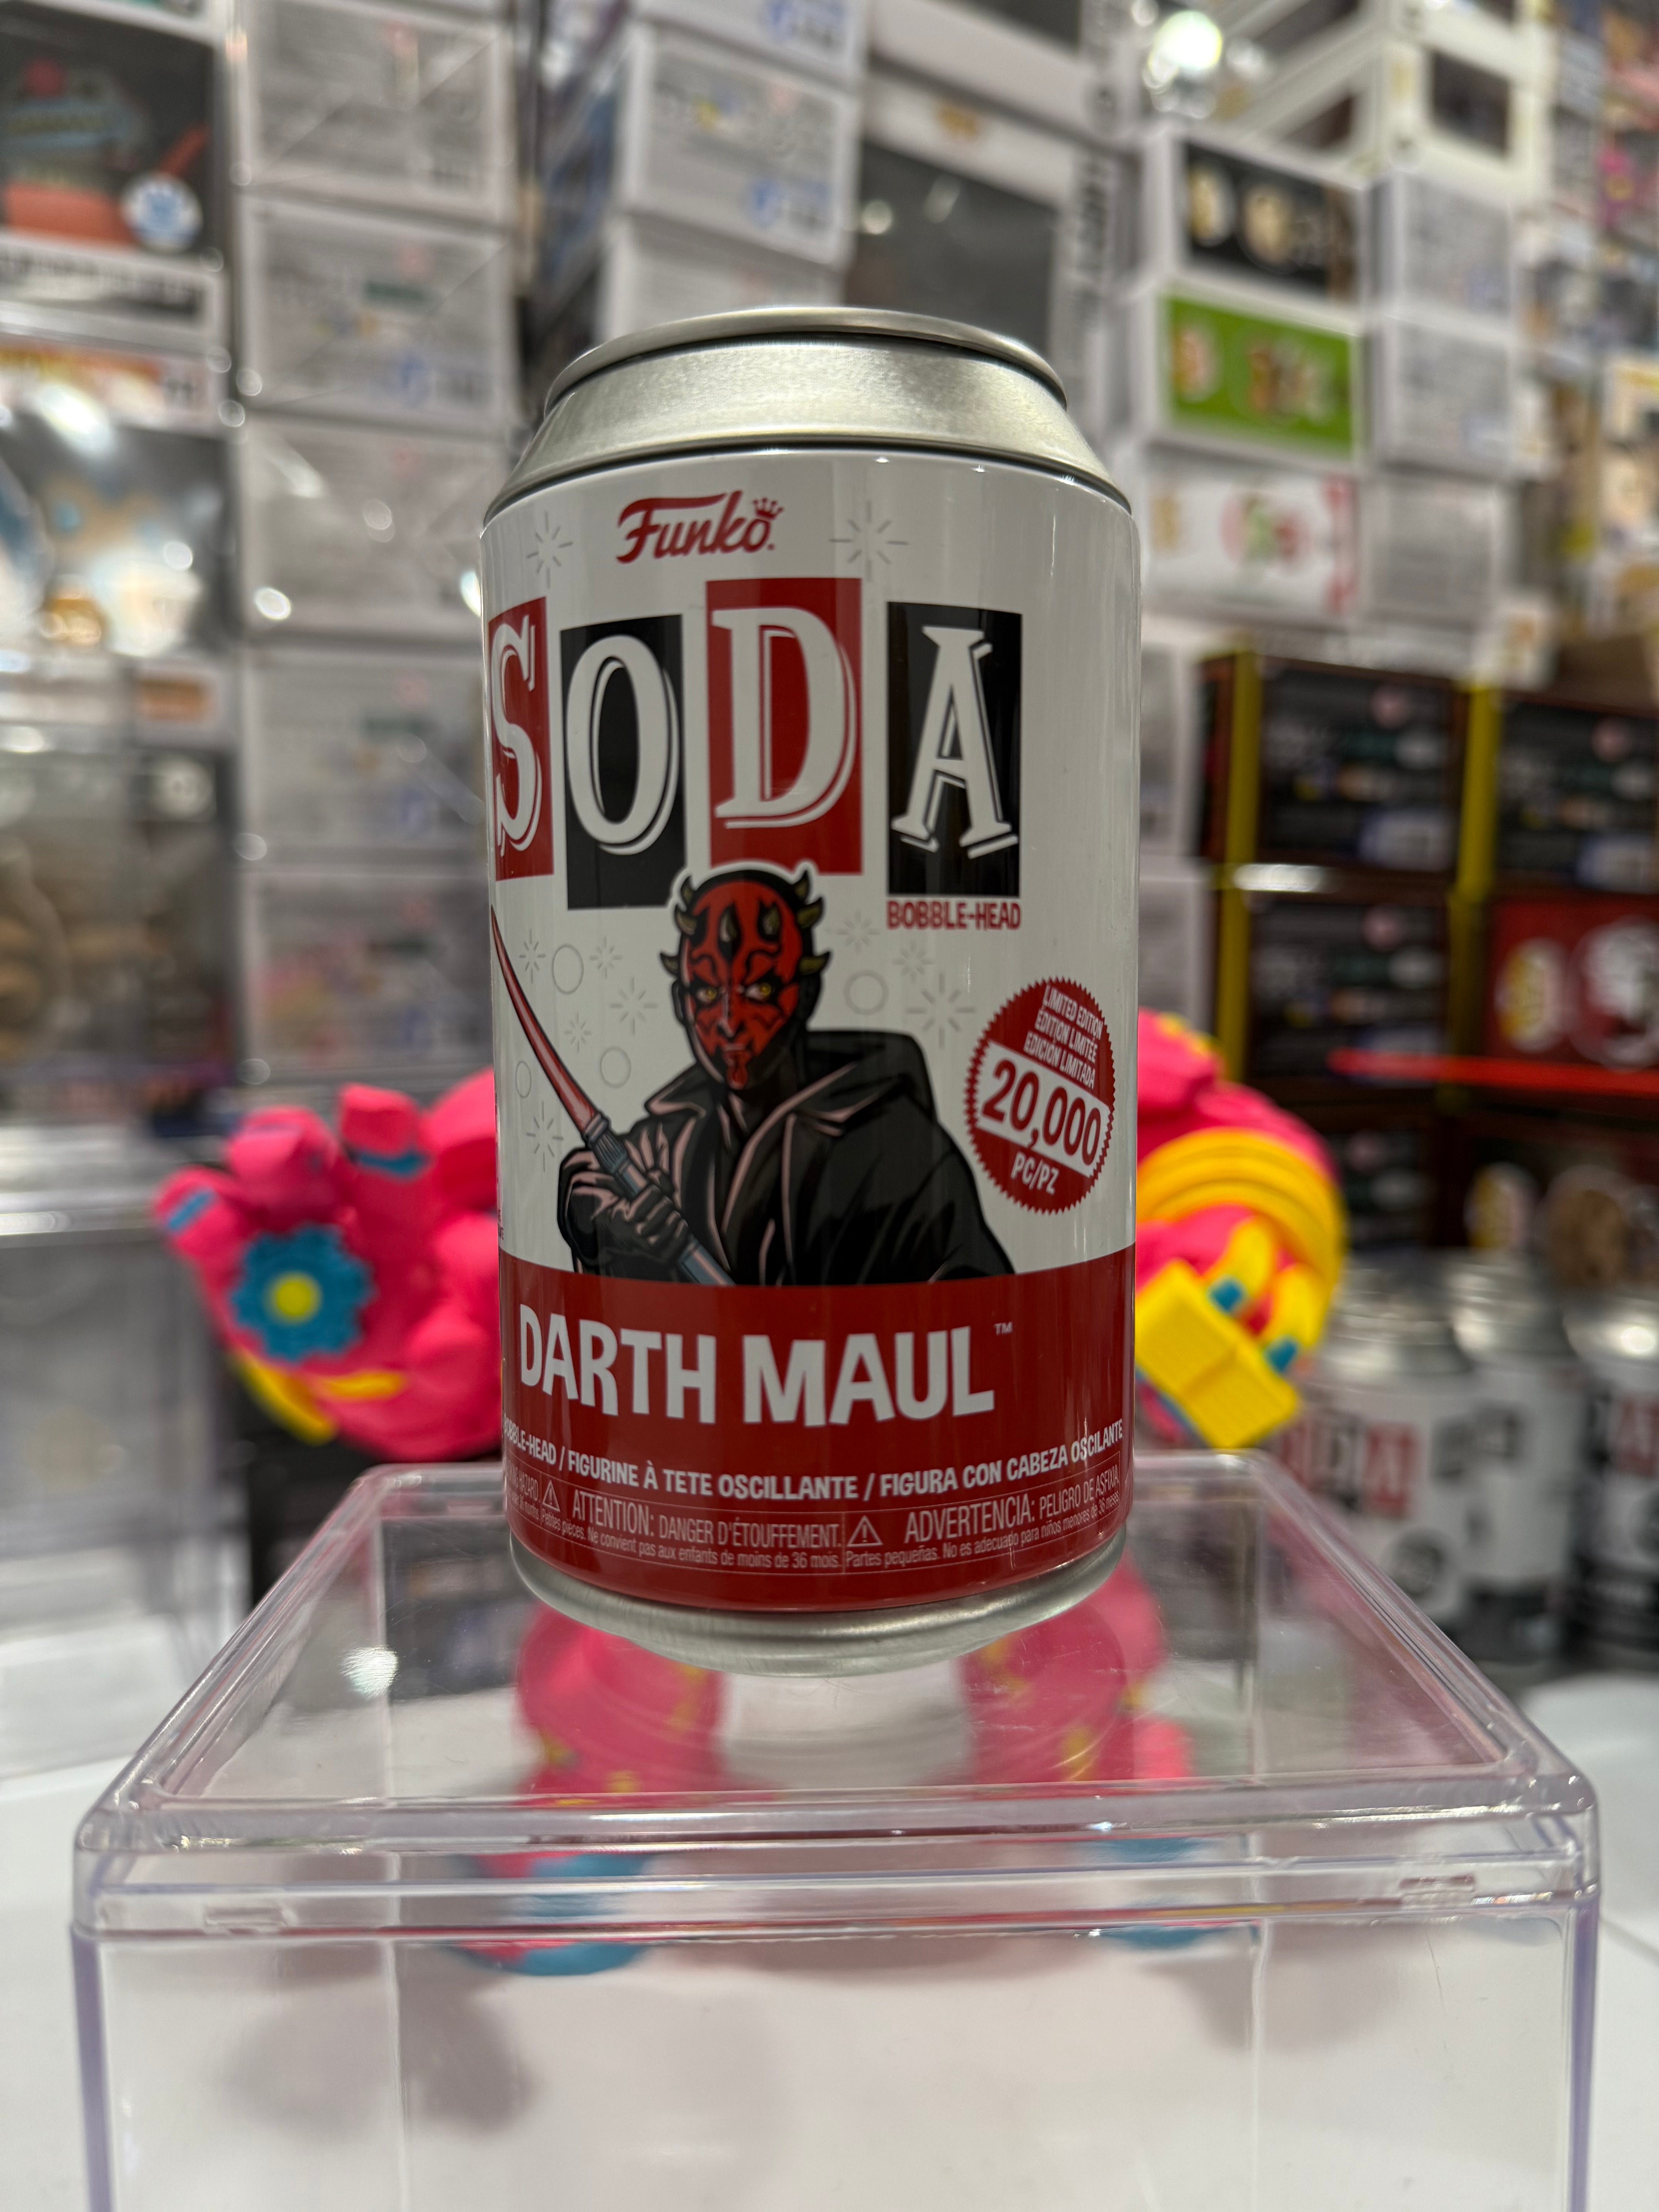 Funko
SODA
BOBBLE-HEAD
LIMITED EDITION
ÉDITION LIMITÉE
EDICIÓN LIMITADA
20,000
PC/PZ
DARTH MAUL™
BOBBLE-HEAD / FIGURINE À TETE OSCILLANTE / FIGURA CON CABEZA OSCILANTE
⚠ ATTENTION: DANGER D'ÉTOUFFEMENT. ⚠ ADVERTENCIA: PELIGRO DE ASFIXIA.
Petites pièces. Ne convient pas aux enfants de moins de 36 mois. Partes pequeñas. No es adecuado para niños menores de 36 meses.